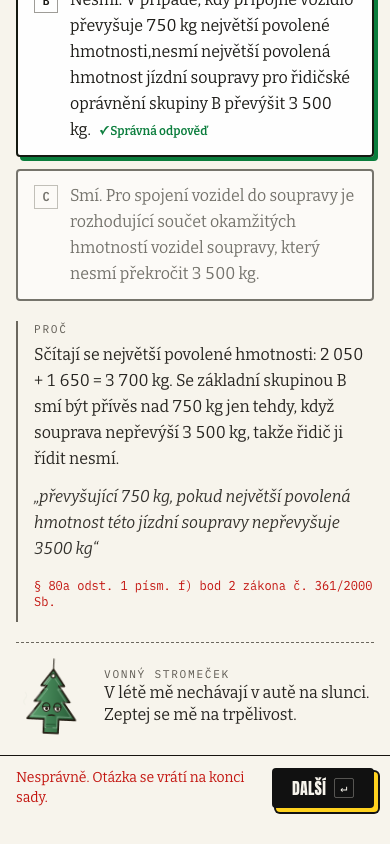 B Nesmí. V případě, kdy přípojné vozidlo
převyšuje 750 kg největší povolené
hmotnosti,nesmí největší povolená
hmotnost jízdní soupravy pro řidičské
oprávnění skupiny B převýšit 3 500
kg. ✓Správná odpověď
C Smí. Pro spojení vozidel do soupravy je
rozhodující součet okamžitých
hmotností vozidel soupravy, který
nesmí překročit 3 500 kg.
PROČ
Sčítají se největší povolené hmotnosti: 2 050
+ 1 650 = 3 700 kg. Se základní skupinou B
smí být přívěs nad 750 kg jen tehdy, když
souprava nepřevýší 3 500 kg, takže řidič ji
řídit nesmí.
„převyšující 750 kg, pokud největší povolená
hmotnost této jízdní soupravy nepřevyšuje
3500 kg“
§ 80a odst. 1 písm. f) bod 2 zákona č. 361/2000
Sb.
VONNÝ STROMEČEK
V létě mě nechávají v autě na slunci.
Zeptej se mě na trpělivost.
Nesprávně. Otázka se vrátí na konci
sady.
DALŠÍ ↵